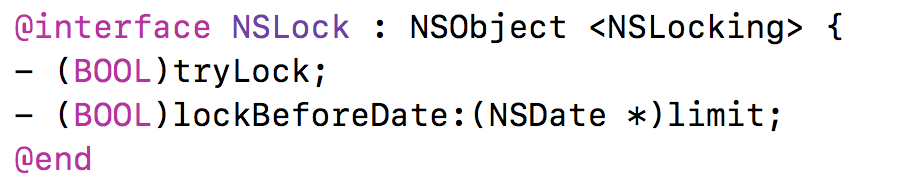 @interface NSLock : NSObject <NSLocking> {
- (BOOL)tryLock;
- (BOOL)lockBeforeDate:(NSDate *)limit;
@end